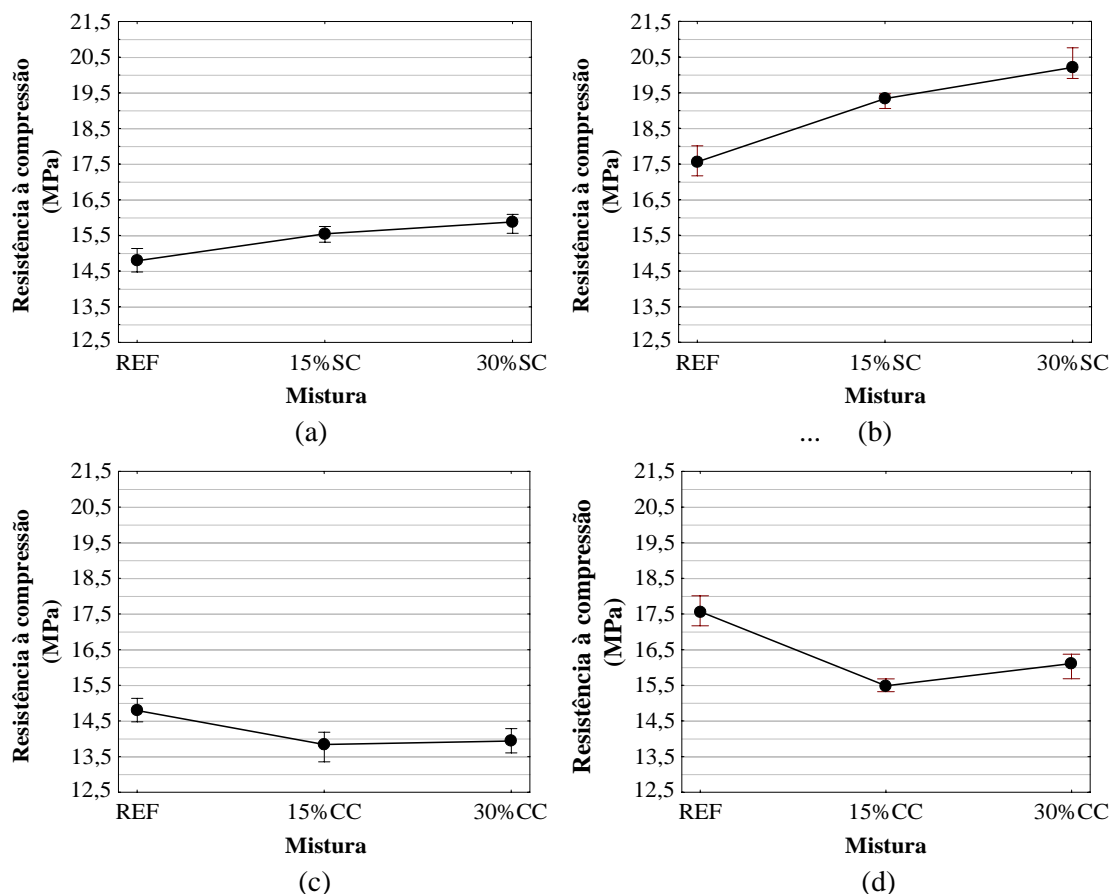 Resistência à compressão
(MPa)
21,5
20,5
19,5
18,5
17,5
16,5
15,5
14,5
13,5
12,5
REF 15%SC 30%SC
Mistura
(a)
Resistência à compressão
(MPa)
21,5
20,5
19,5
18,5
17,5
16,5
15,5
14,5
13,5
12,5
REF 15%SC 30%SC
Mistura
... (b)
Resistência à compressão
(MPa)
21,5
20,5
19,5
18,5
17,5
16,5
15,5
14,5
13,5
12,5
REF 15%CC 30%CC
Mistura
(c)
Resistência à compressão
(MPa)
21,5
20,5
19,5
18,5
17,5
16,5
15,5
14,5
13,5
12,5
REF 15%CC 30%CC
Mistura
(d)